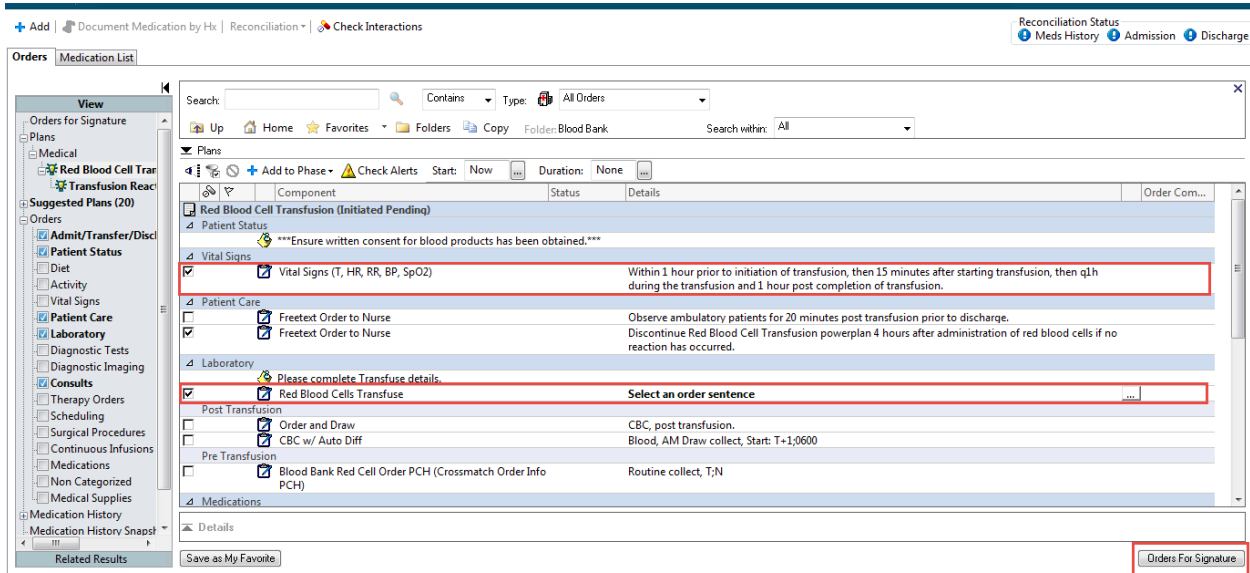 Add Document Medication by Hx Reconciliation Check Interactions
Reconciliation Status
Meds History Admission Discharge
Orders Medication List
View
Orders for Signature
Plans
Medical
Red Blood Cell Tran
Transfusion React
Suggested Plans (20)
Orders
Admit/Transfer/Discl
Patient Status
Diet
Activity
Vital Signs
Patient Care
Laboratory
Diagnostic Tests
Diagnostic Imaging
Consults
Therapy Orders
Scheduling
Surgical Procedures
Continuous Infusions
Medications
Non Categorized
Medical Supplies
Medication History
Medication History Snapsh
Related Results
Search: Contains Type: All Orders
Up Home Favorites Folders Copy Folder: Blood Bank Search within: All
Plans
Add to Phase Check Alerts Start: Now ... Duration: None ...
Component Status Details Order Com...
Red Blood Cell Transfusion (Initiated Pending)
Patient Status
***Ensure written consent for blood products has been obtained.***
Vital Signs
Vital Signs (T, HR, RR, BP, SpO2) Within 1 hour prior to initiation of transfusion, then 15 minutes after starting transfusion, then q1h
during the transfusion and 1 hour post completion of transfusion.
Patient Care
Freetext Order to Nurse Observe ambulatory patients for 20 minutes post transfusion prior to discharge.
Freetext Order to Nurse Discontinue Red Blood Cell Transfusion powerplan 4 hours after administration of red blood cells if no
reaction has occurred.
Laboratory
Please complete Transfuse details.
Red Blood Cells Transfuse Select an order sentence ...
Post Transfusion
Order and Draw CBC, post transfusion.
CBC w/ Auto Diff Blood, AM Draw collect, Start: T+1;0600
Pre Transfusion
Blood Bank Red Cell Order PCH (Crossmatch Order Info Routine collect, T;N
PCH)
Medications
Details
Save as My Favorite Orders For Signature